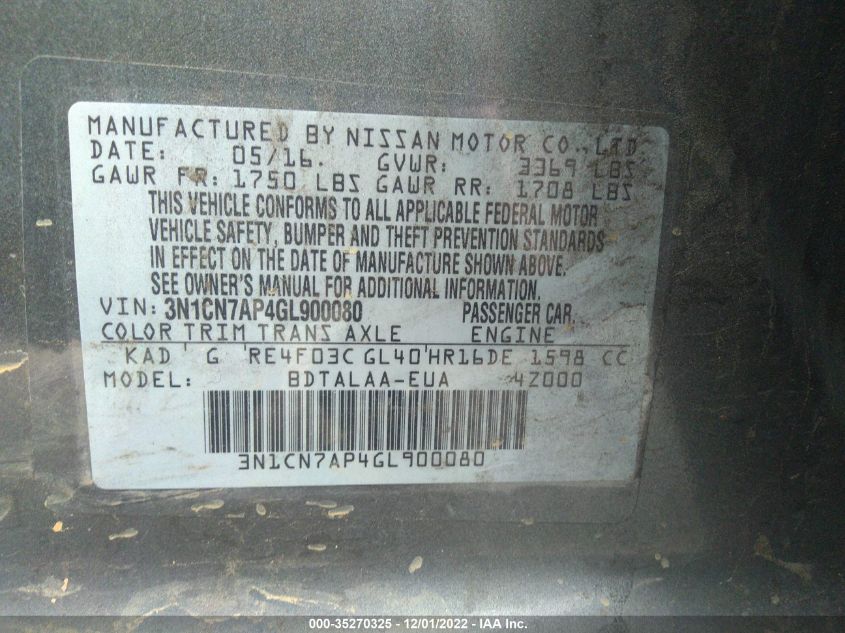 MANUFACTURED BY NISSAN MOTOR CO., LTD
DATE: 05/16. GVWR: 3369 LBS
GAWR FR: 1750 LBS GAWR RR: 1708 LBS
THIS VEHICLE CONFORMS TO ALL APPLICABLE FEDERAL MOTOR
VEHICLE SAFETY, BUMPER AND THEFT PREVENTION STANDARDS
IN EFFECT ON THE DATE OF MANUFACTURE SHOWN ABOVE.
SEE OWNER'S MANUAL FOR ADDITIONAL INFORMATION.
VIN: 3N1CN7AP4GL900080 PASSENGER CAR.
COLOR TRIM TRANS AXLE ENGINE
KAD G RE4F03C GL40 HR16DE 1598 CC
MODEL: BDTALAA-EUA 4Z000
3N1CN7AP4GL900080
000-35270325 - 12/01/2022 - IAA Inc.